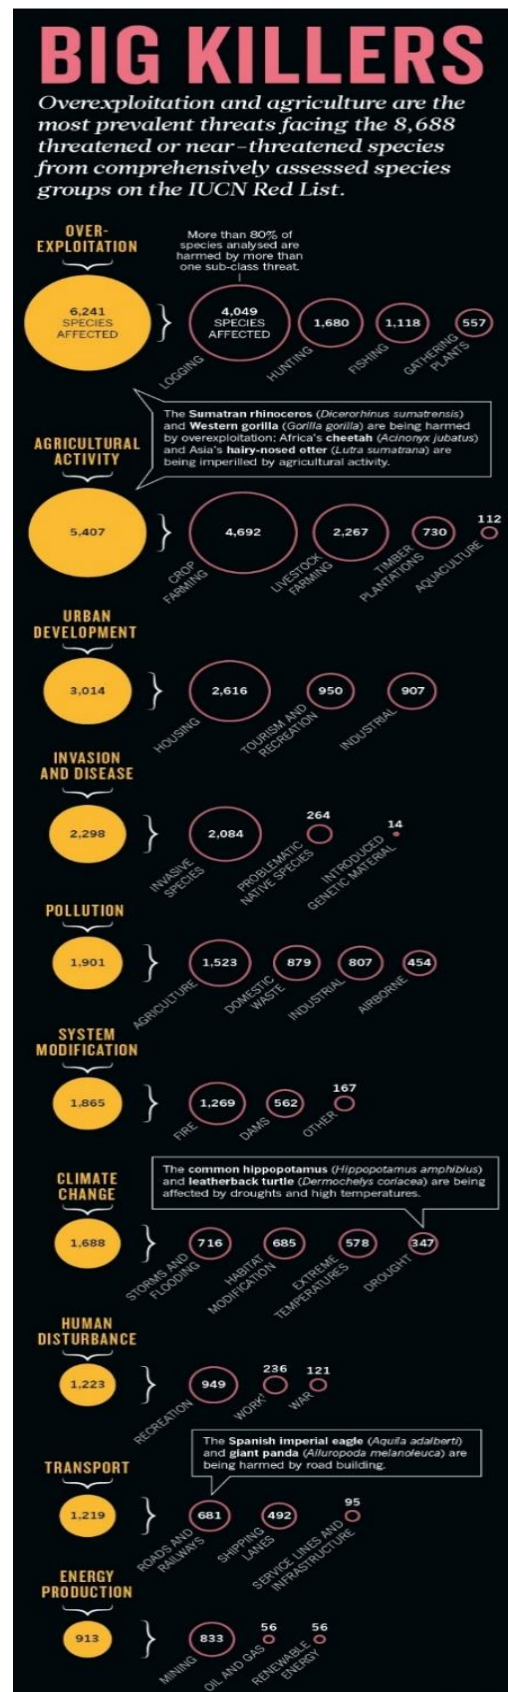 BIG KILLERS
Overexploitation and agriculture are the
most prevalent threats facing the 8,688
threatened or near-threatened species
from comprehensively assessed species
groups on the IUCN Red List.
OVER-
EXPLOITATION
More than 80% of
species analysed are
harmed by more than
one sub-class threat.
6,241
SPECIES
AFFECTED
4,049
SPECIES
AFFECTED
LOGGING
1,680
HUNTING
1,118
FISHING
557
GATHERING
PLANTS
The Sumatran rhinoceros (Dicerorhinus sumatrensis)
and Western gorilla (Gorilla gorilla) are being harmed
by overexploitation; Africa's cheetah (Acinonyx jubatus)
and Asia's hairy-nosed otter (Lutra sumatrana) are
being imperilled by agricultural activity.
AGRICULTURAL
ACTIVITY
5,407
4,692
CROP
FARMING
2,267
LIVESTOCK
FARMING
730
TIMBER
PLANTATIONS
112
AQUACULTURE
URBAN
DEVELOPMENT
3,014
2,616
HOUSING
950
TOURISM AND
RECREATION
907
INDUSTRIAL
INVASION
AND DISEASE
2,298
2,084
INVASIVE
SPECIES
264
PROBLEMATIC
NATIVE SPECIES
14
INTRODUCED
GENETIC MATERIAL
POLLUTION
1,901
1,523
AGRICULTURE
879
DOMESTIC
WASTE
807
INDUSTRIAL
454
AIRBORNE
SYSTEM
MODIFICATION
1,865
1,269
FIRE
562
DAMS
167
OTHER
The common hippopotamus (Hippopotamus amphibius)
and leatherback turtle (Dermochelys coriacea) are being
affected by droughts and high temperatures.
CLIMATE
CHANGE
1,688
716
STORMS AND
FLOODING
685
HABITAT
MODIFICATION
578
EXTREME
TEMPERATURES
347
DROUGHT
HUMAN
DISTURBANCE
1,223
949
RECREATION
236
WORK†
121
WAR
The Spanish imperial eagle (Aquila adalberti)
and giant panda (Ailuropoda melanoleuca) are
being harmed by road building.
TRANSPORT
1,219
681
ROADS AND
RAILWAYS
492
SHIPPING
LANES
95
SERVICE LINES AND
INFRASTRUCTURE
ENERGY
PRODUCTION
913
833
MINING
56
OIL AND GAS
56
RENEWABLE
ENERGY